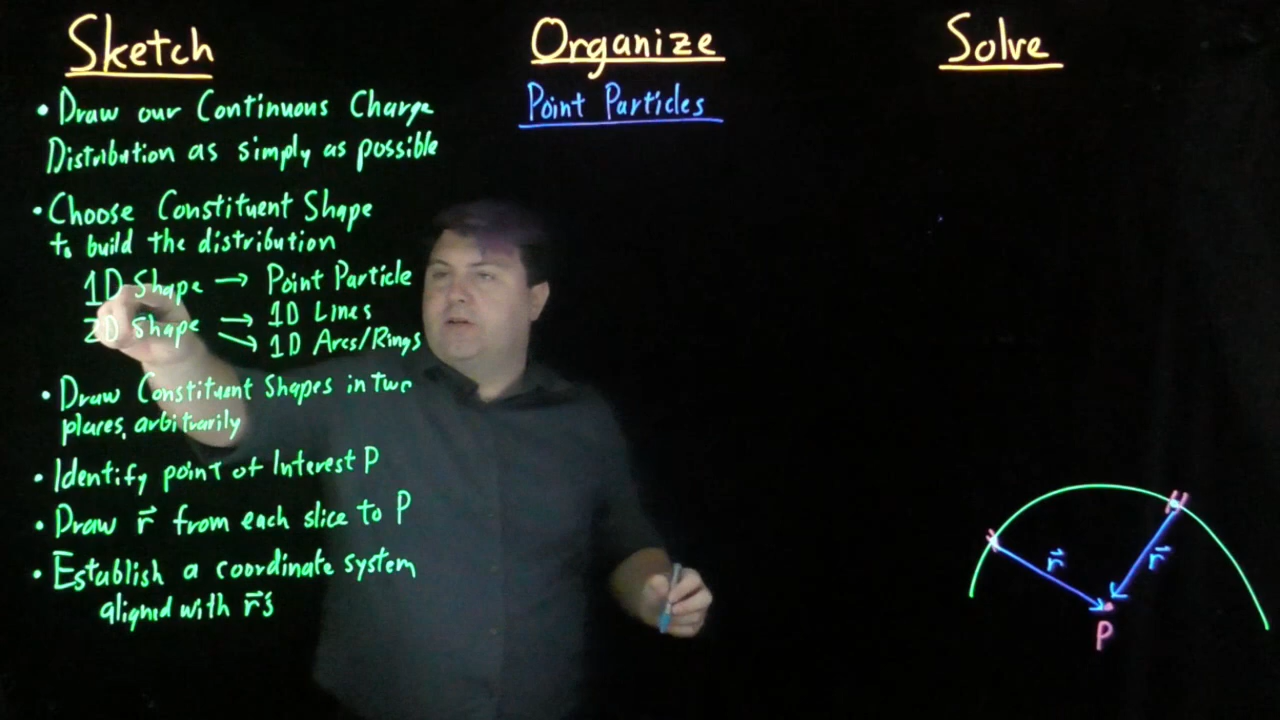 Sketch
• Draw our Continuous Charge
Distribution as simply as possible
• Choose Constituent Shape
to build the distribution
1D Shape → Point Particle
2D Shape → 1D Lines
↘ 1D Arcs/Rings
• Draw Constituent Shapes in two
places, arbitrarily
• Identify point of Interest P
• Draw r⃗ from each slice to P
• Establish a coordinate system
aligned with r⃗'s
Organize
Point Particles
Solve
r⃗
r⃗
P